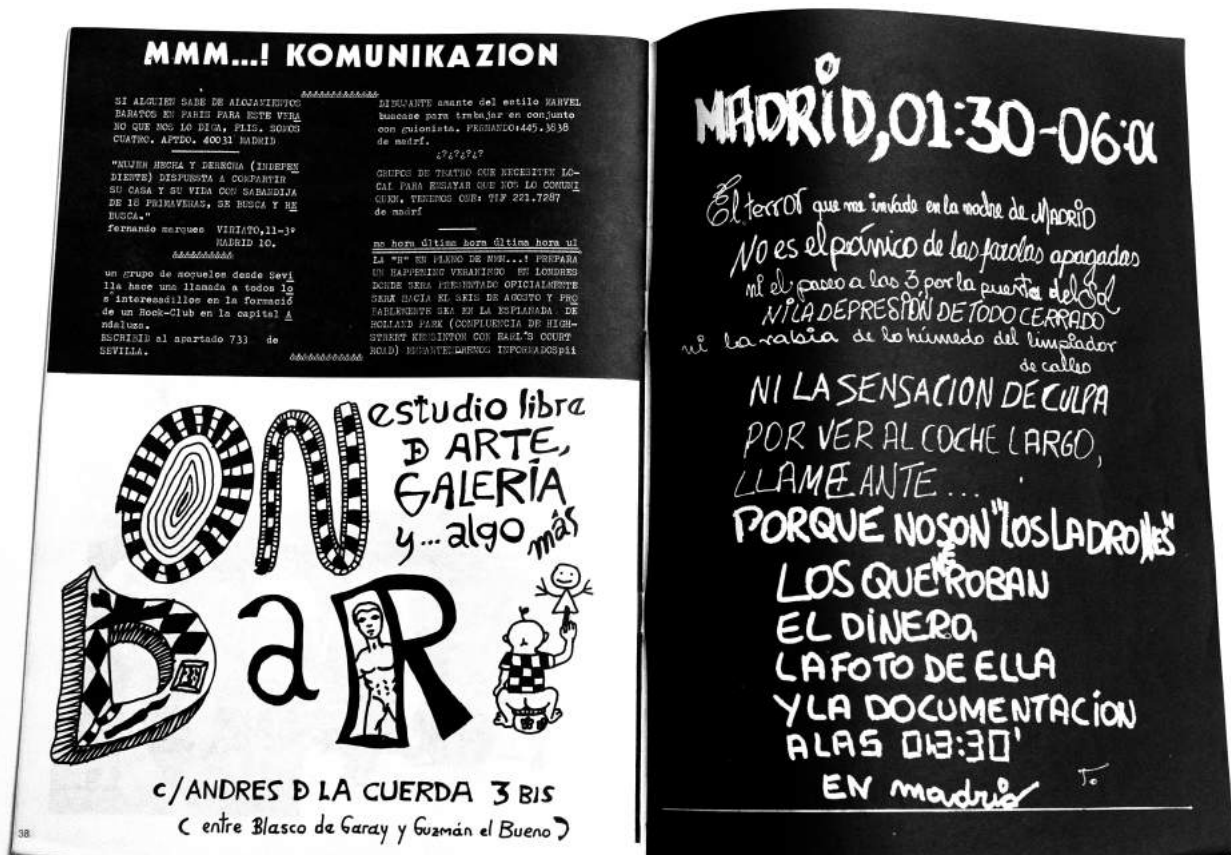 MMM...! KOMUNIKAZION
SI ALGUIEN SABE DE ALOJAMIENTOS
BARATOS EN PARIS PARA ESTE VERA
NO QUE NOS LO DIGA, PLIS. SOMOS
CUATRO. APTDO. 40031 MADRID
"MUJER HECHA Y DERECHA (INDEPEN
DIENTE) DISPUESTA A COMPARTIR
SU CASA Y SU VIDA CON SABANDIJA
DE 18 PRIMAVERAS, SE BUSCA Y RE
BUSCA."
fernando marques VIRIATO,11-3º
MADRID 10.
&&&&&&&&&&
un grupo de moquelos desde Sevi
lla hace una llamada a todos lo
s interesadillos en la formació
de un Rock-Club en la capital A
ndaluza.
ESCRIBID al apartado 733 de
SEVILLA.
&&&&&&&&&&&&
DIBUJANTE amante del estilo MARVEL
buscase para trabajar en conjunto
con guionista. FERNANDO:445.3838
de madrí.
¿?¿?¿?¿?
GRUPOS DE TEATRO QUE NECESITEN LO-
CAL PARA ENSAYAR QUE NOS LO COMUNI
QUEN. TENEMOS ONE: TLF 221.7287
de madrí
ma hora última hora última hora ul
LA "R" EN PLENO DE MMM...! PREPARA
UN HAPPENING VERANINGO EN LONDRES
DONDE SERA PRESENTADO OFICIALMENTE
SERA HACIA EL SEIS DE AGOSTO Y PRO
BABLEMENTE SEA EN LA ESPLANADA DE
HOLLAND PARK (CONFLUENCIA DE HIGH-
STREET KENSINTON CON EARL'S COURT
ROAD) INFORMADOSpii
&&&&&&&&&&&&
ON
estudio libre
D ARTE,
GALERÍA
y... algo más
BaR
c/ANDRES D LA CUERDA 3 BIS
( entre Blasco de Garay y Guzmán el Bueno )
38
MADRID, 01:30-06:0
El terror que me invade en la noche de MADRID
No es el pánico de las farolas apagadas
ni el paseo a las 3 por la puerta del Sol
NI LA DEPRESIÓN DE TODO CERRADO
ni la rabia de lo húmedo del limpiador
de calles
NI LA SENSACION DE CULPA
POR VER AL COCHE LARGO,
LLAMEANTE...
PORQUE NO SON "LOS LADRONES"
LOS QUE ME ROBAN
EL DINERO,
LA FOTO DE ELLA
Y LA DOCUMENTACION
A LAS 03:30'
EN madrid
To